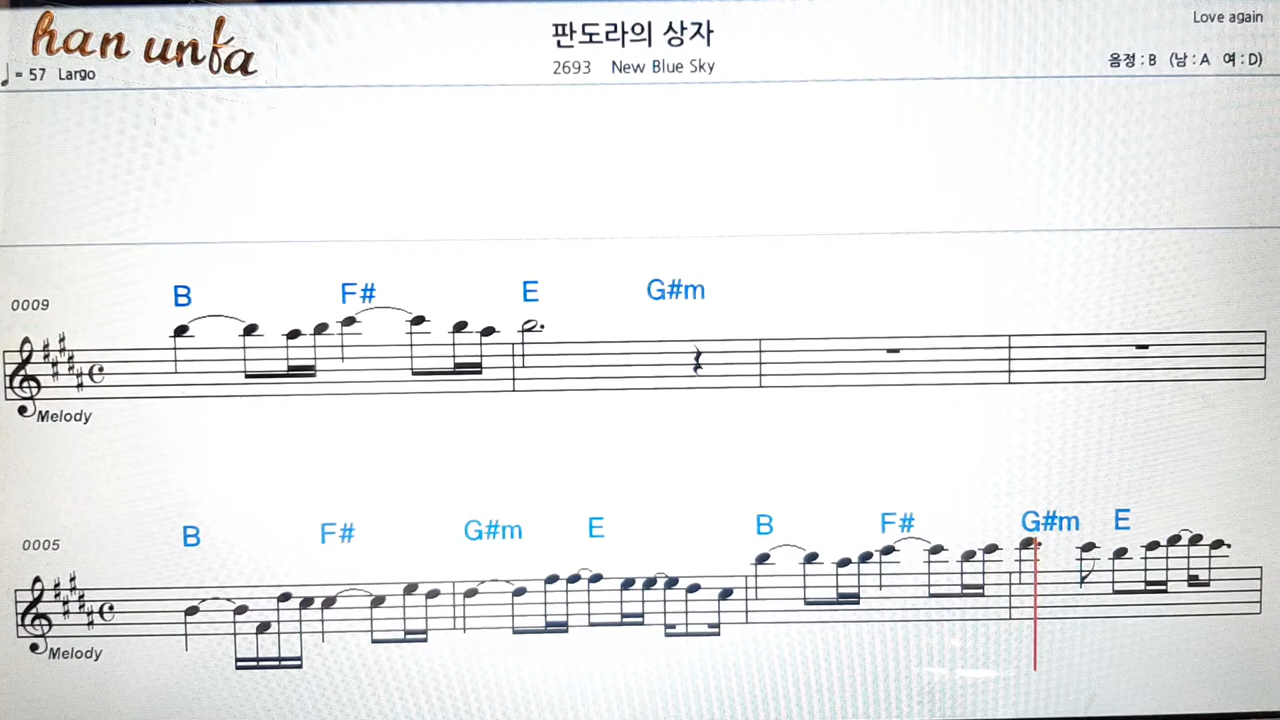 han unfa
판도라의 상자
Love again
♩ = 57 Largo
2693 New Blue Sky
음정 : B (남 : A 여 : D)
0009
B F# E G#m
Melody
0005
B F# G#m E B F# G#m E
Melody